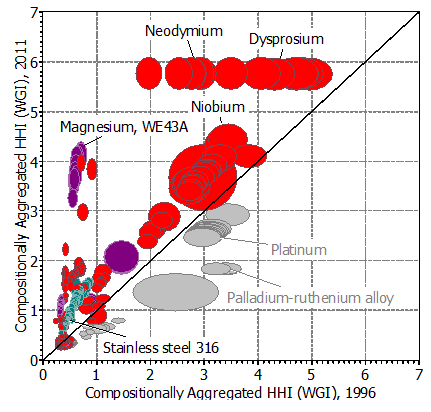 Compositionally Aggregated HHI (WGI), 2011
7
6
5
4
3
2
1
0
Neodymium
Dysprosium
Niobium
Magnesium, WE43A
Platinum
Palladium-ruthenium alloy
Stainless steel 316
0 1 2 3 4 5 6 7
Compositionally Aggregated HHI (WGI), 1996